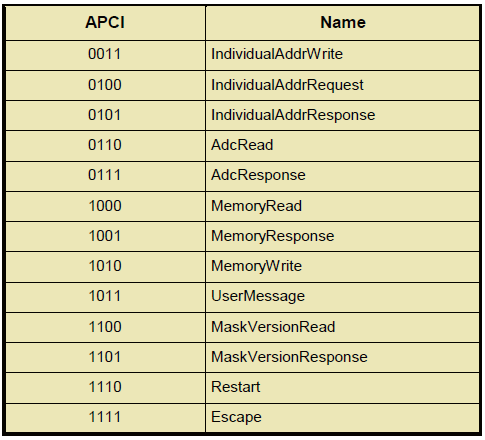 APCI Name
0011 IndividualAddrWrite
0100 IndividualAddrRequest
0101 IndividualAddrResponse
0110 AdcRead
0111 AdcResponse
1000 MemoryRead
1001 MemoryResponse
1010 MemoryWrite
1011 UserMessage
1100 MaskVersionRead
1101 MaskVersionResponse
1110 Restart
1111 Escape